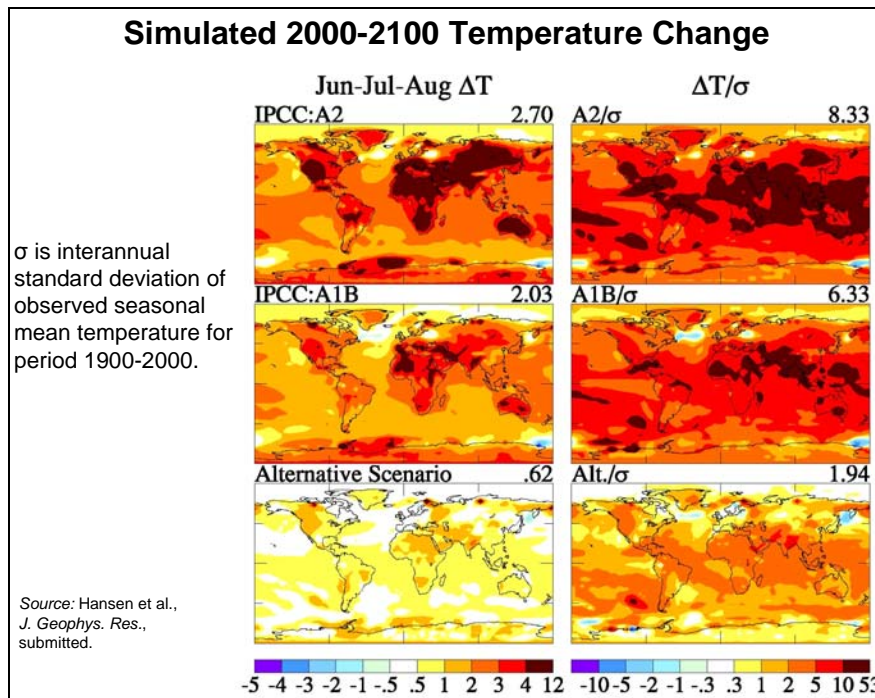 Simulated 2000-2100 Temperature Change
Jun-Jul-Aug ΔT
ΔT/σ
IPCC:A2 2.70
A2/σ 8.33
σ is interannual
standard deviation of
observed seasonal
mean temperature for
period 1900-2000.
IPCC:A1B 2.03
A1B/σ 6.33
Alternative Scenario .62
Alt./σ 1.94
Source: Hansen et al.,
J. Geophys. Res.,
submitted.
-5 -4 -3 -2 -1 -.5 .5 1 2 3 4 12
-10 -5 -2 -1 -.3 .3 1 2 5 10 53